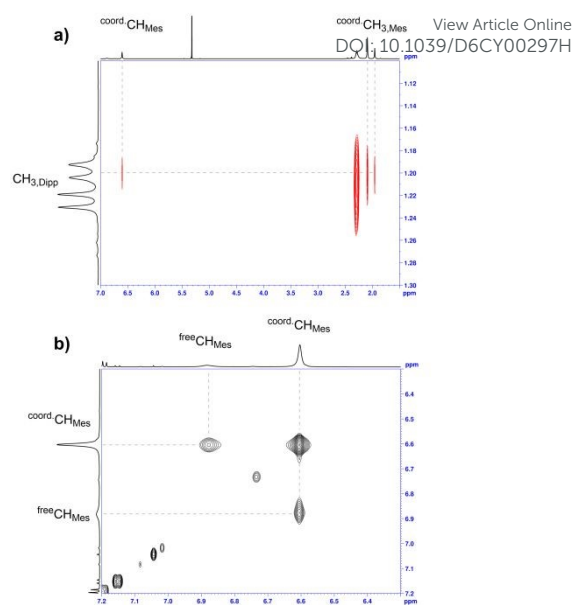 View Article Online
DOI: 10.1039/D6CY00297H
a)
coord.CHMes
coord.CH3,Mes
ppm
1.12
1.14
1.16
1.18
CH3,Dipp
1.20
1.22
1.24
1.26
1.28
1.30
7.0 6.5 5.5 5.0 4.5 4.0 3.5 3.0 2.5 2.0 ppm
b)
freeCHMes
coord.CHMes
ppm
6.4
6.5
coord.CHMes
6.6
6.7
6.8
freeCHMes
6.9
7.0
7.1
7.2
7.2 7.1 7.0 6.9 6.8 6.7 6.6 6.5 6.4 ppm